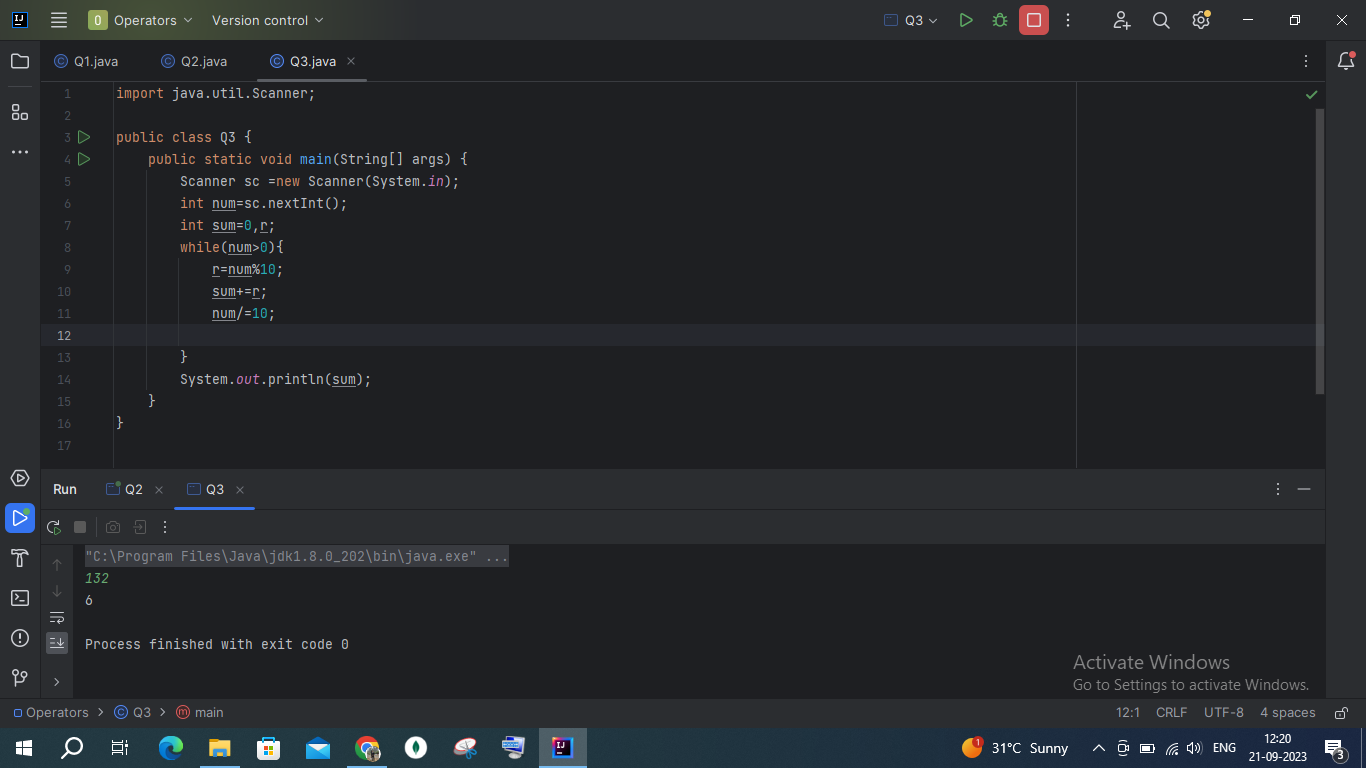 O Operators Version control Q3
Q1.java Q2.java Q3.java
1 import java.util.Scanner;
2
3 public class Q3 {
4 public static void main(String[] args) {
5 Scanner sc =new Scanner(System.in);
6 int num=sc.nextInt();
7 int sum=0,r;
8 while(num>0){
9 r=num%10;
10 sum+=r;
11 num/=10;
12
13 }
14 System.out.println(sum);
15 }
16 }
17
Run Q2 Q3
"C:\Program Files\Java\jdk1.8.0_202\bin\java.exe" ...
132
6
Process finished with exit code 0
Activate Windows
Go to Settings to activate Windows.
Operators > Q3 > main 12:1 CRLF UTF-8 4 spaces
1 31°C Sunny ENG 12:20
21-09-2023 3